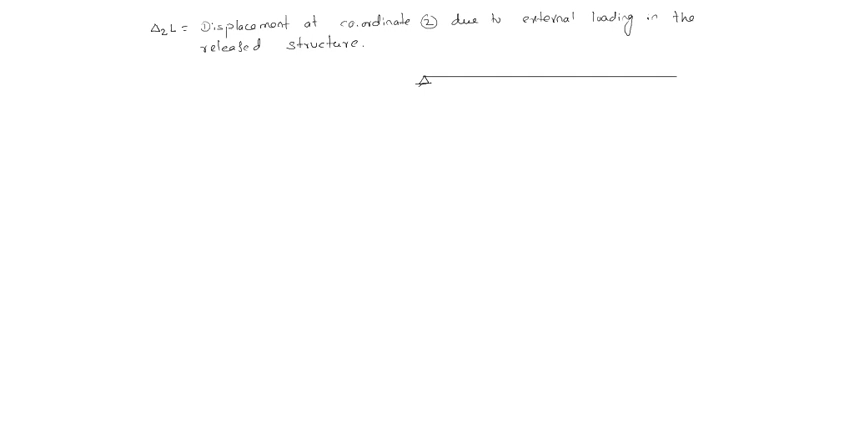 Δ₂L = Displacement at co.ordinate ② due to external loading in the
released structure.